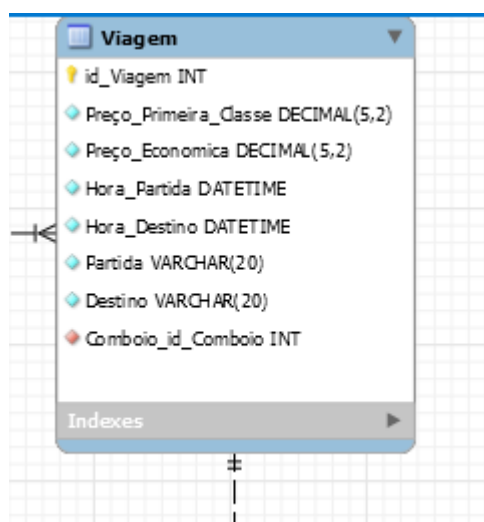 Viagem
id_Viagem INT
Preço_Primeira_Classe DECIMAL(5,2)
Preço_Economica DECIMAL(5,2)
Hora_Partida DATETIME
Hora_Destino DATETIME
Partida VARCHAR(20)
Destino VARCHAR(20)
Comboio_id_Comboio INT
Indexes